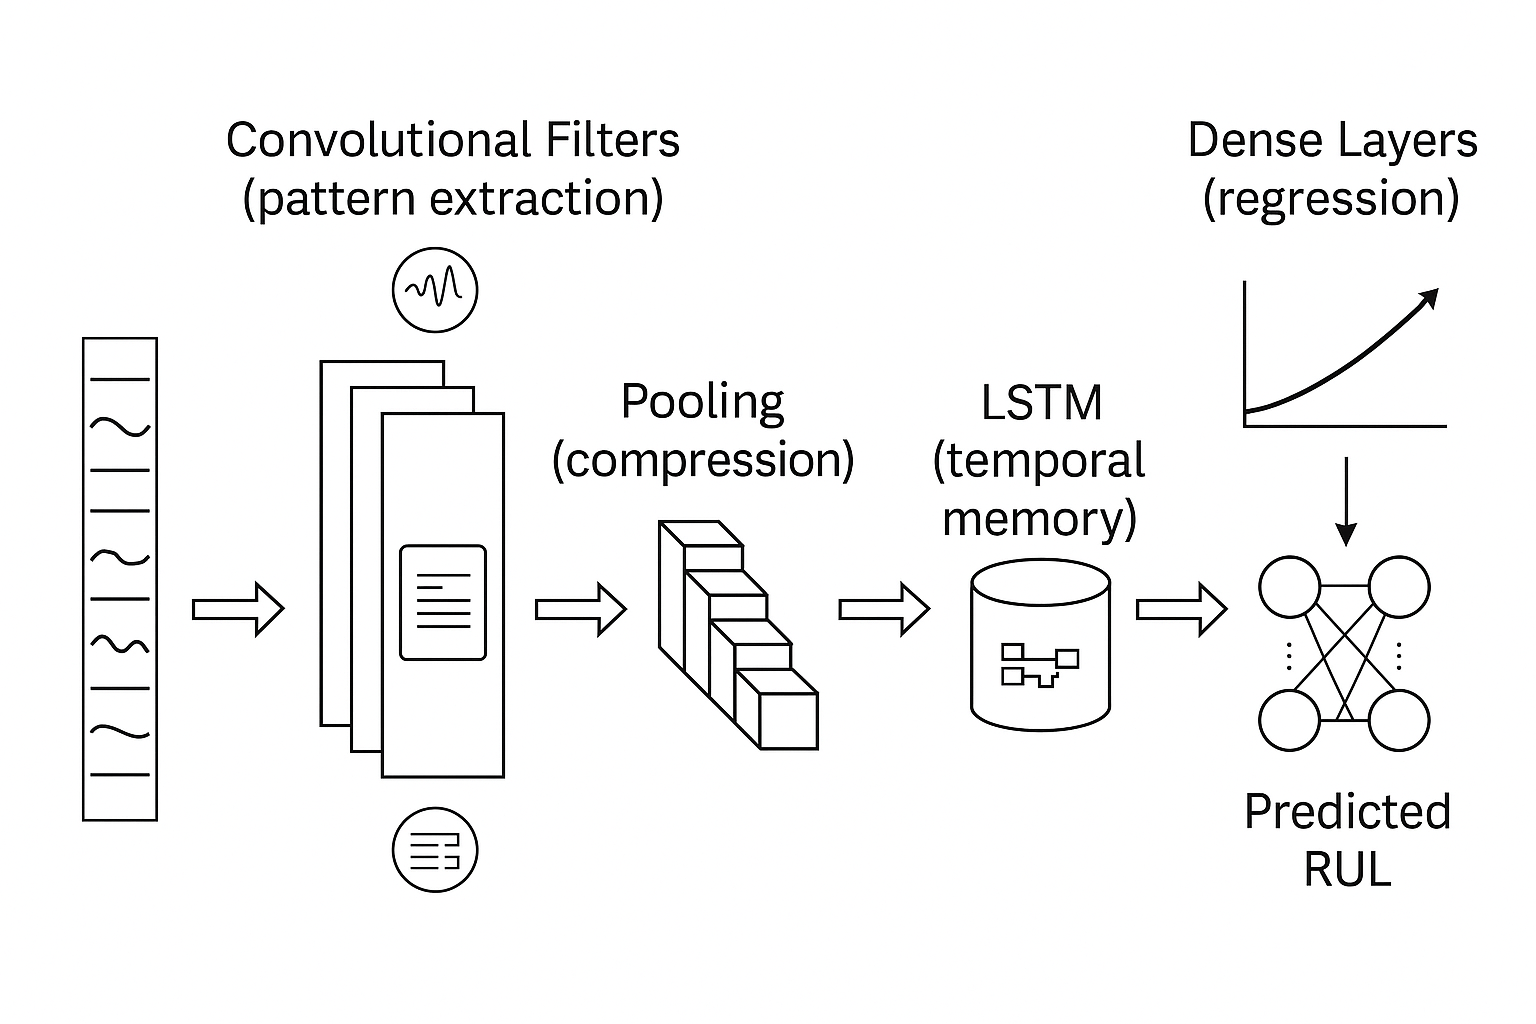 Convolutional Filters
(pattern extraction)
Pooling
(compression)
LSTM
(temporal
memory)
Dense Layers
(regression)
Predicted
RUL